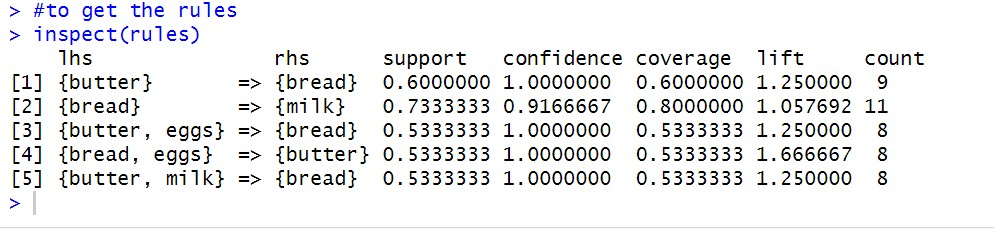 > #to get the rules
> inspect(rules)
    lhs               rhs      support   confidence coverage  lift     count
[1] {butter}       => {bread}  0.6000000 1.0000000  0.6000000 1.250000  9
[2] {bread}        => {milk}   0.7333333 0.9166667  0.8000000 1.057692 11
[3] {butter, eggs} => {bread}  0.5333333 1.0000000  0.5333333 1.250000  8
[4] {bread, eggs}  => {butter} 0.5333333 1.0000000  0.5333333 1.666667  8
[5] {butter, milk} => {bread}  0.5333333 1.0000000  0.5333333 1.250000  8
>